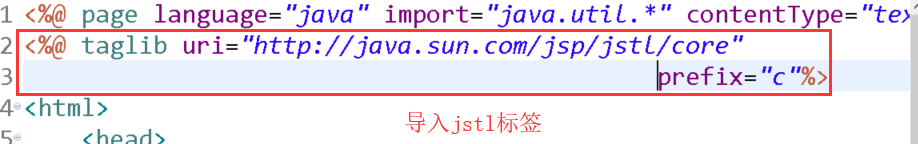 1 <%@ page language="java" import="java.util.*" contentType="tex
2 <%@ taglib uri="http://java.sun.com/jsp/jstl/core"
3 prefix="c"%>
4 <html>
导入jstl标签
5 <head>